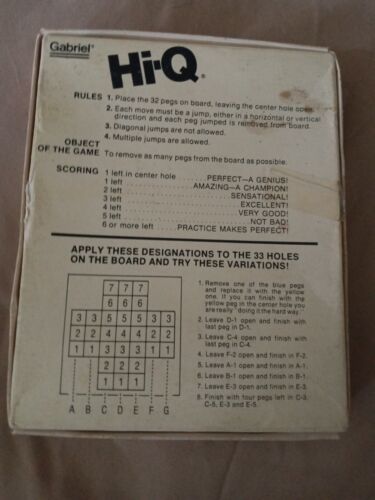 Gabriel®
Hi-Q®
RULES 1. Place the 32 pegs on board, leaving the center hole open.
2. Each move must be a jump, either in a horizontal or vertical
direction and each peg jumped is removed from board.
3. Diagonal jumps are not allowed.
4. Multiple jumps are allowed.
OBJECT
OF THE GAME To remove as many pegs from the board as possible.
SCORING 1 left in center hole ........ PERFECT—A GENIUS!
1 left ........ AMAZING—A CHAMPION!
2 left ........ SENSATIONAL!
3 left ........ EXCELLENT!
4 left ........ VERY GOOD!
5 left ........ NOT BAD!
6 or more left ..... PRACTICE MAKES PERFECT!
APPLY THESE DESIGNATIONS TO THE 33 HOLES
ON THE BOARD AND TRY THESE VARIATIONS!
7 7 7
6 6 6
3 3 5 5 5 3 3
2 2 4 4 4 2 2
1 1 3 3 3 1 1
2 2 2
1 1 1
A B C D E F G
1. Remove one of the blue pegs
and replace it with the yellow
one. If you can finish with the
yellow peg in the center hole you
are really "doing it the hard way."
2. Leave D-1 open and finish with
last peg in D-1.
3. Leave C-4 open and finish with
last peg in C-4.
4. Leave F-2 open and finish in F-2.
5. Leave A-1 open and finish in A-1.
6. Leave B-1 open and finish in B-1.
7. Leave E-3 open and finish in E-3.
8. Finish with four pegs left in C-3,
C-5, E-3 and E-5.